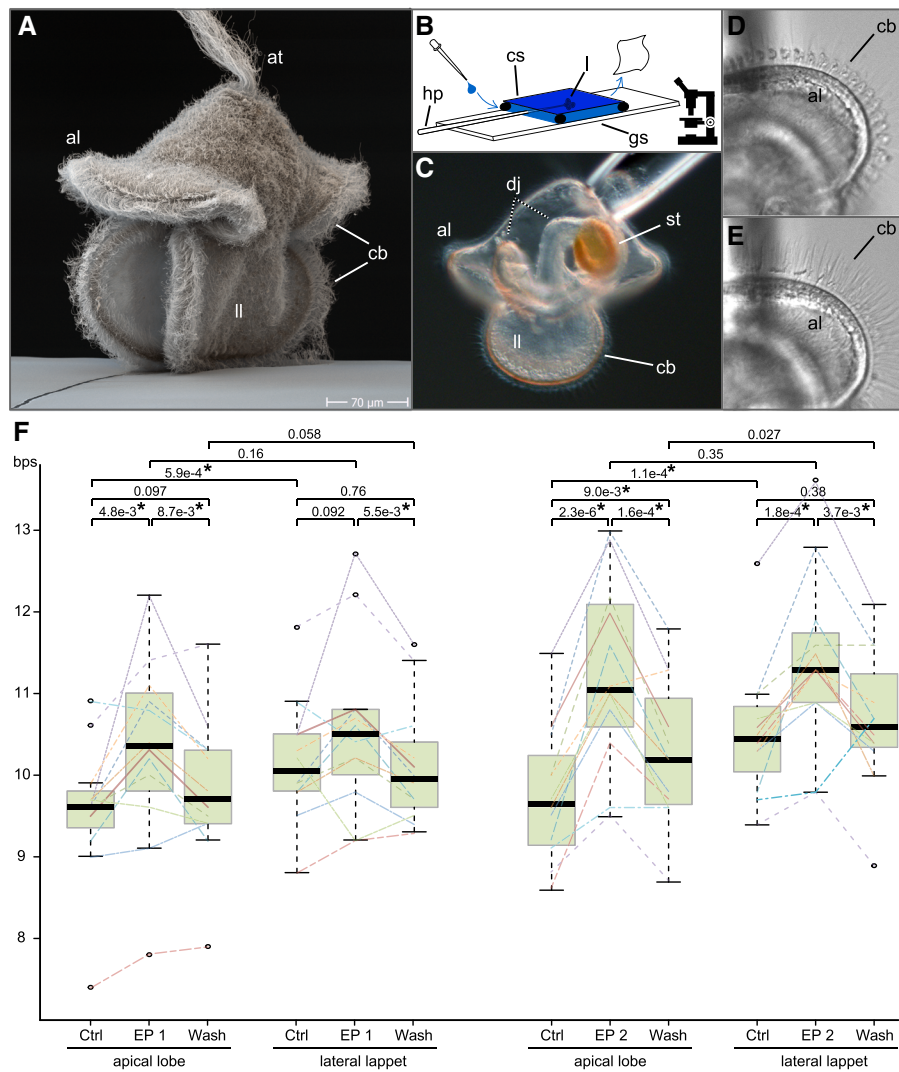 A
at
al
cb
ll
70 µm
B
cs
l
hp
gs
C
dj
al
st
ll
cb
D
cb
al
E
cb
al
F
bps
0.058
0.027
0.16
0.35
5.9e-4*
1.1e-4*
0.097
0.76
9.0e-3*
0.38
4.8e-3*
8.7e-3*
0.092
5.5e-3*
2.3e-6*
1.6e-4*
1.8e-4*
3.7e-3*
13
12
11
10
9
8
Ctrl EP 1 Wash Ctrl EP 1 Wash Ctrl EP 2 Wash Ctrl EP 2 Wash
apical lobe lateral lappet apical lobe lateral lappet